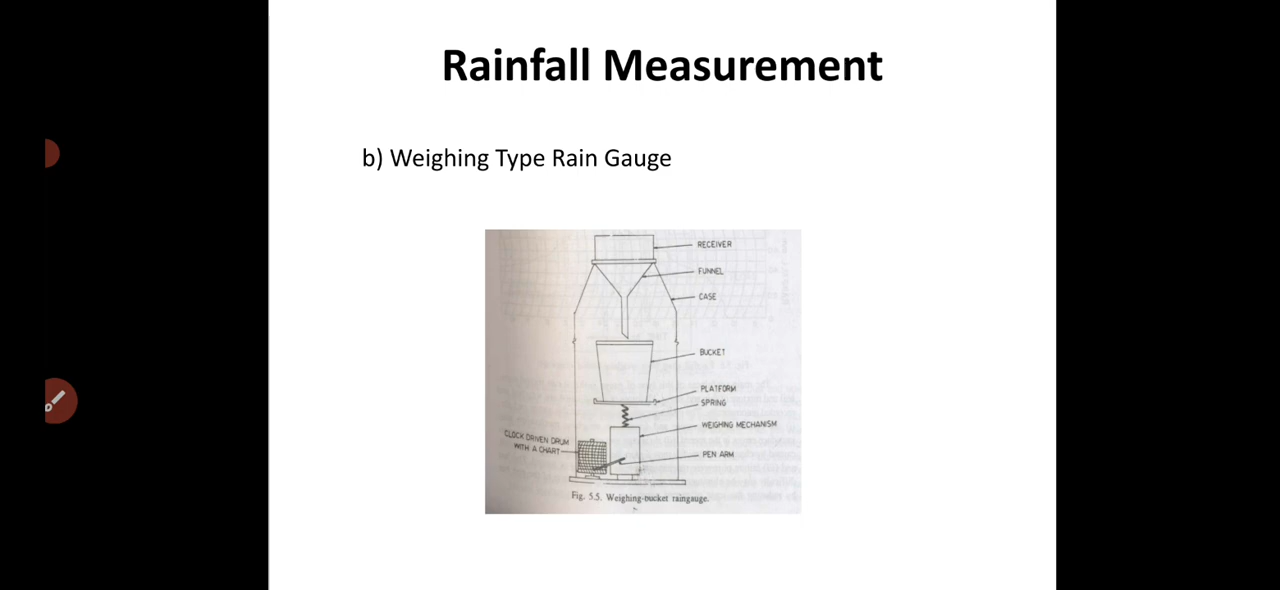 Rainfall Measurement
b) Weighing Type Rain Gauge
RECEIVER
FUNNEL
CASE
BUCKET
PLATFORM
SPRING
WEIGHING MECHANISM
CLOCK DRIVEN DRUM
WITH A CHART
PEN ARM
Fig. 5.5. Weighing-bucket raingauge.